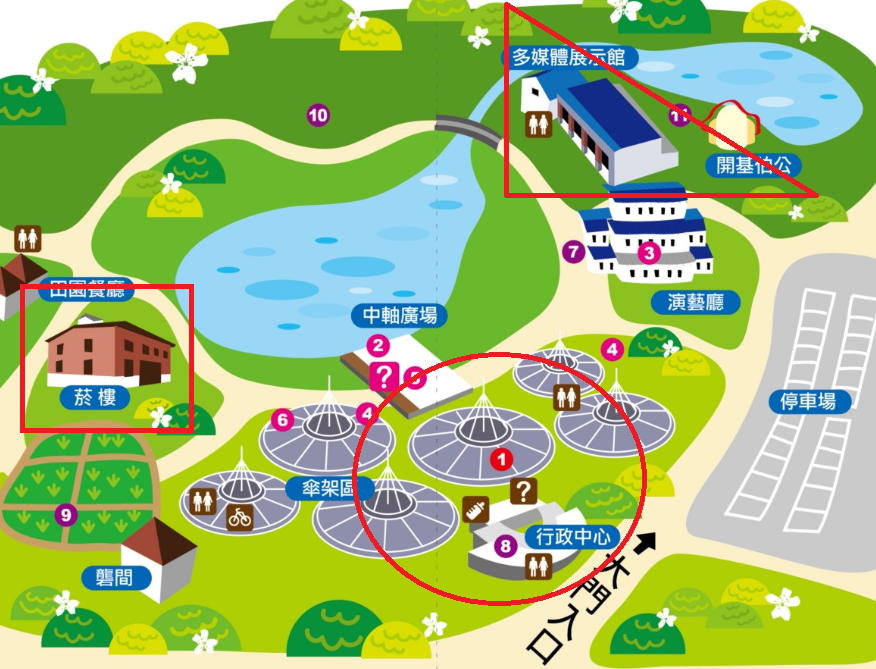 多媒體展示館
10
11
開基伯公
7
3
演藝廳
田園餐廳
中軸廣場
2
?
4
菸樓
停車場
6
4
1
傘架區
?
9
8
行政中心
礱間
大門入口